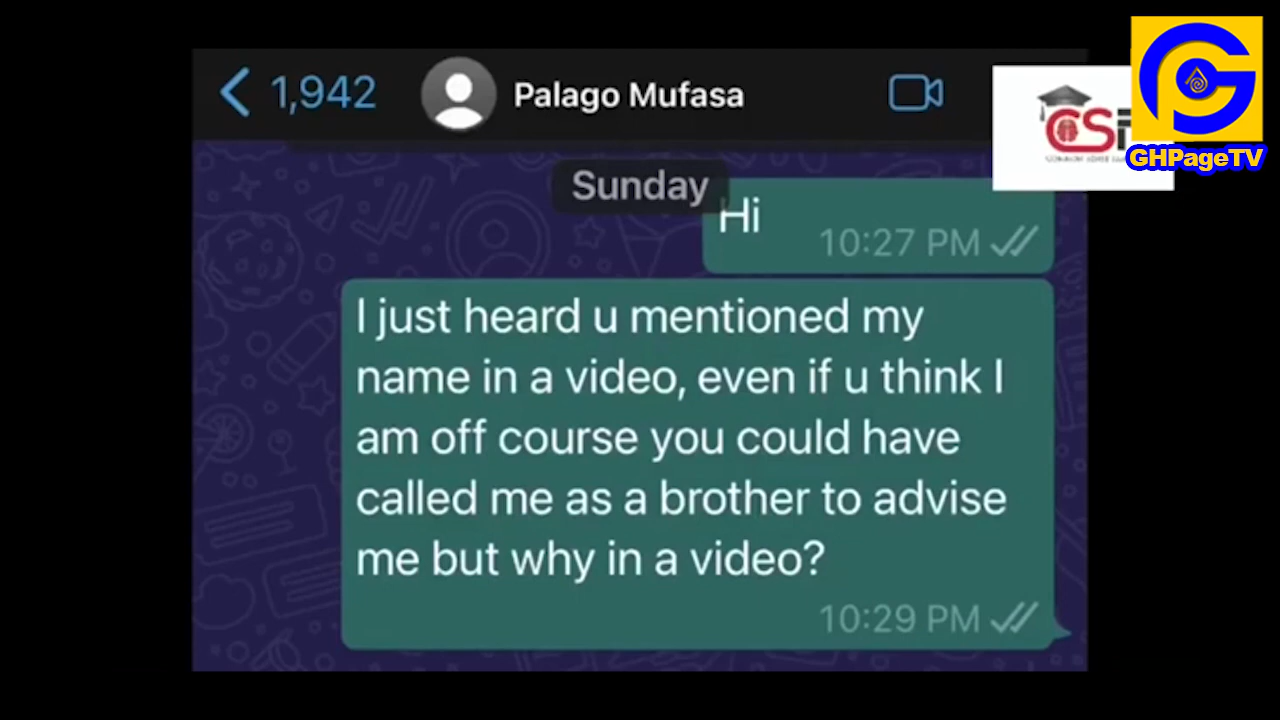 1,942
Palago Mufasa
GHPageTV
Sunday
Hi
10:27 PM
I just heard u mentioned my
name in a video, even if u think I
am off course you could have
called me as a brother to advise
me but why in a video?
10:29 PM